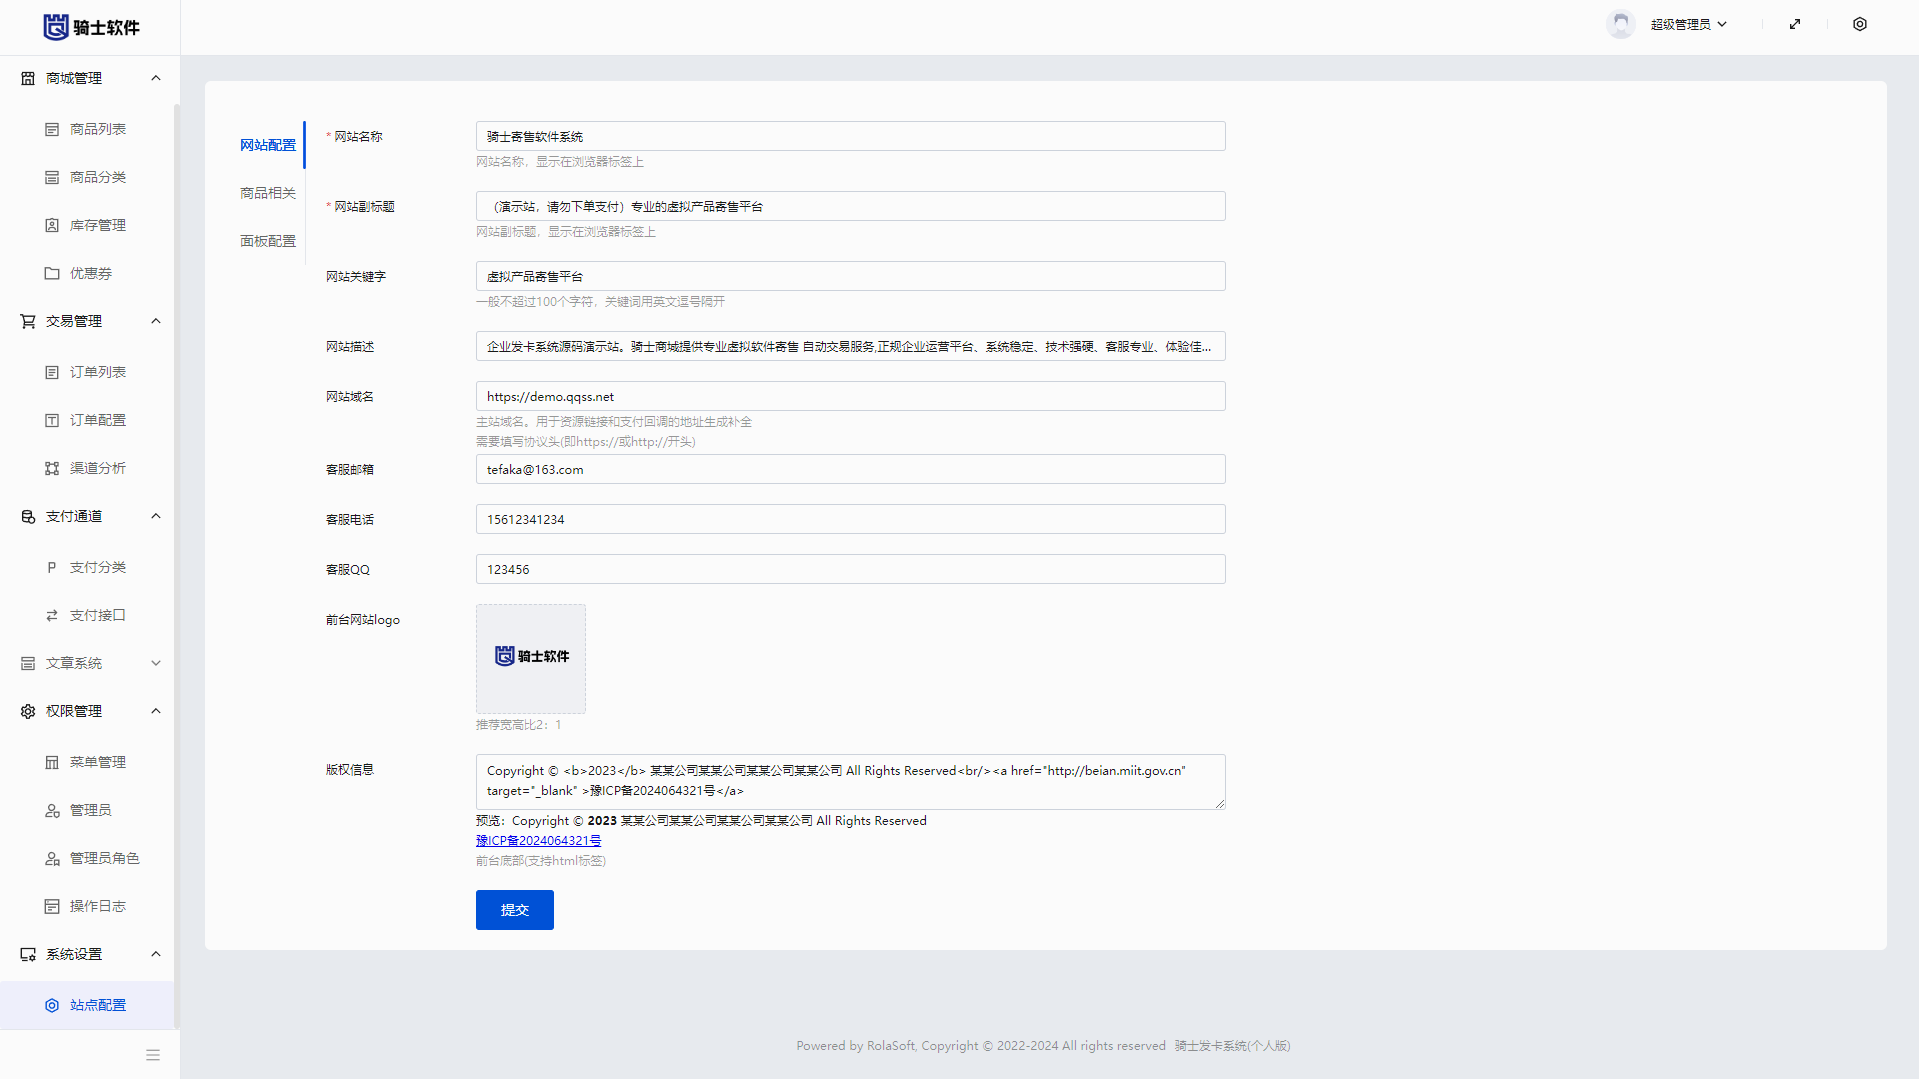 骑士软件
超级管理员
商城管理
商品列表
商品分类
库存管理
优惠券
交易管理
订单列表
订单配置
渠道分析
支付通道
支付分类
支付接口
文章系统
权限管理
菜单管理
管理员
管理员角色
操作日志
系统设置
站点配置
网站配置
商品相关
面板配置
* 网站名称
骑士寄售软件系统
网站名称，显示在浏览器标签上
* 网站副标题
（演示站，请勿下单支付）专业的虚拟产品寄售平台
网站副标题，显示在浏览器标签上
网站关键字
虚拟产品寄售平台
一般不超过100个字符，关键词用英文逗号隔开
网站描述
企业发卡系统源码演示站。骑士商城提供专业虚拟软件寄售 自动交易服务,正规企业运营平台、系统稳定、技术强硬、客服专业、体验佳...
网站域名
https://demo.qqss.net
主站域名。用于资源链接和支付回调的地址生成补全
需要填写协议头(即https://或http://开头)
客服邮箱
tefaka@163.com
客服电话
15612341234
客服QQ
123456
前台网站logo
骑士软件
推荐宽高比2：1
版权信息
Copyright © <b>2023</b> 某某公司某某公司某某公司某某公司 All Rights Reserved<br/><a href="http://beian.miit.gov.cn"
target="_blank" >豫ICP备2024064321号</a>
预览：Copyright © 2023 某某公司某某公司某某公司某某公司 All Rights Reserved
豫ICP备2024064321号
前台底部(支持html标签)
提交
Powered by RolaSoft, Copyright © 2022-2024 All rights reserved 骑士发卡系统(个人版)